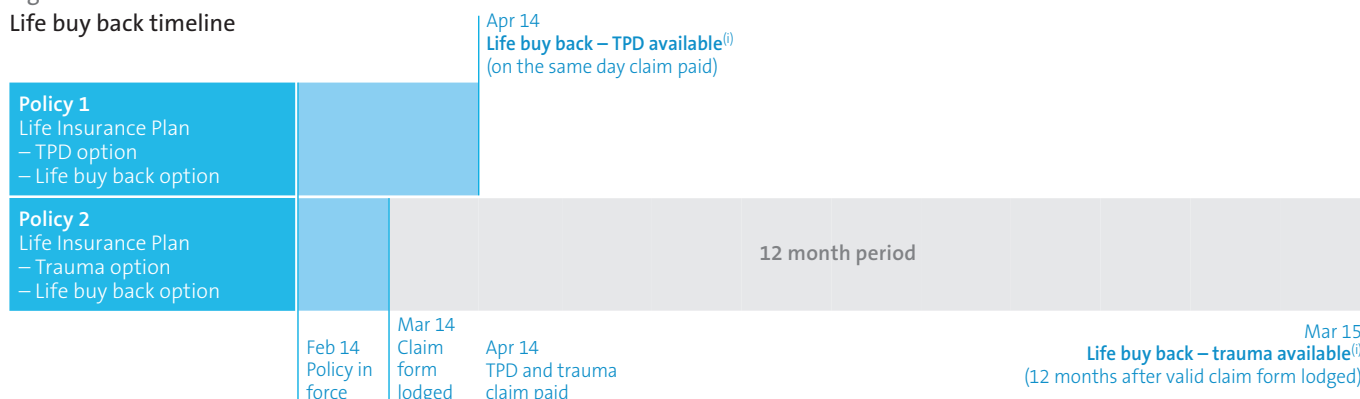 Life buy back timeline
Apr 14
Life buy back – TPD available(i)
(on the same day claim paid)
Policy 1
Life Insurance Plan
– TPD option
– Life buy back option
Policy 2
Life Insurance Plan
– Trauma option
– Life buy back option
12 month period
Feb 14
Policy in
force
Mar 14
Claim
form
lodged
Apr 14
TPD and trauma
claim paid
Mar 15
Life buy back – trauma available(i)
(12 months after valid claim form lodged)